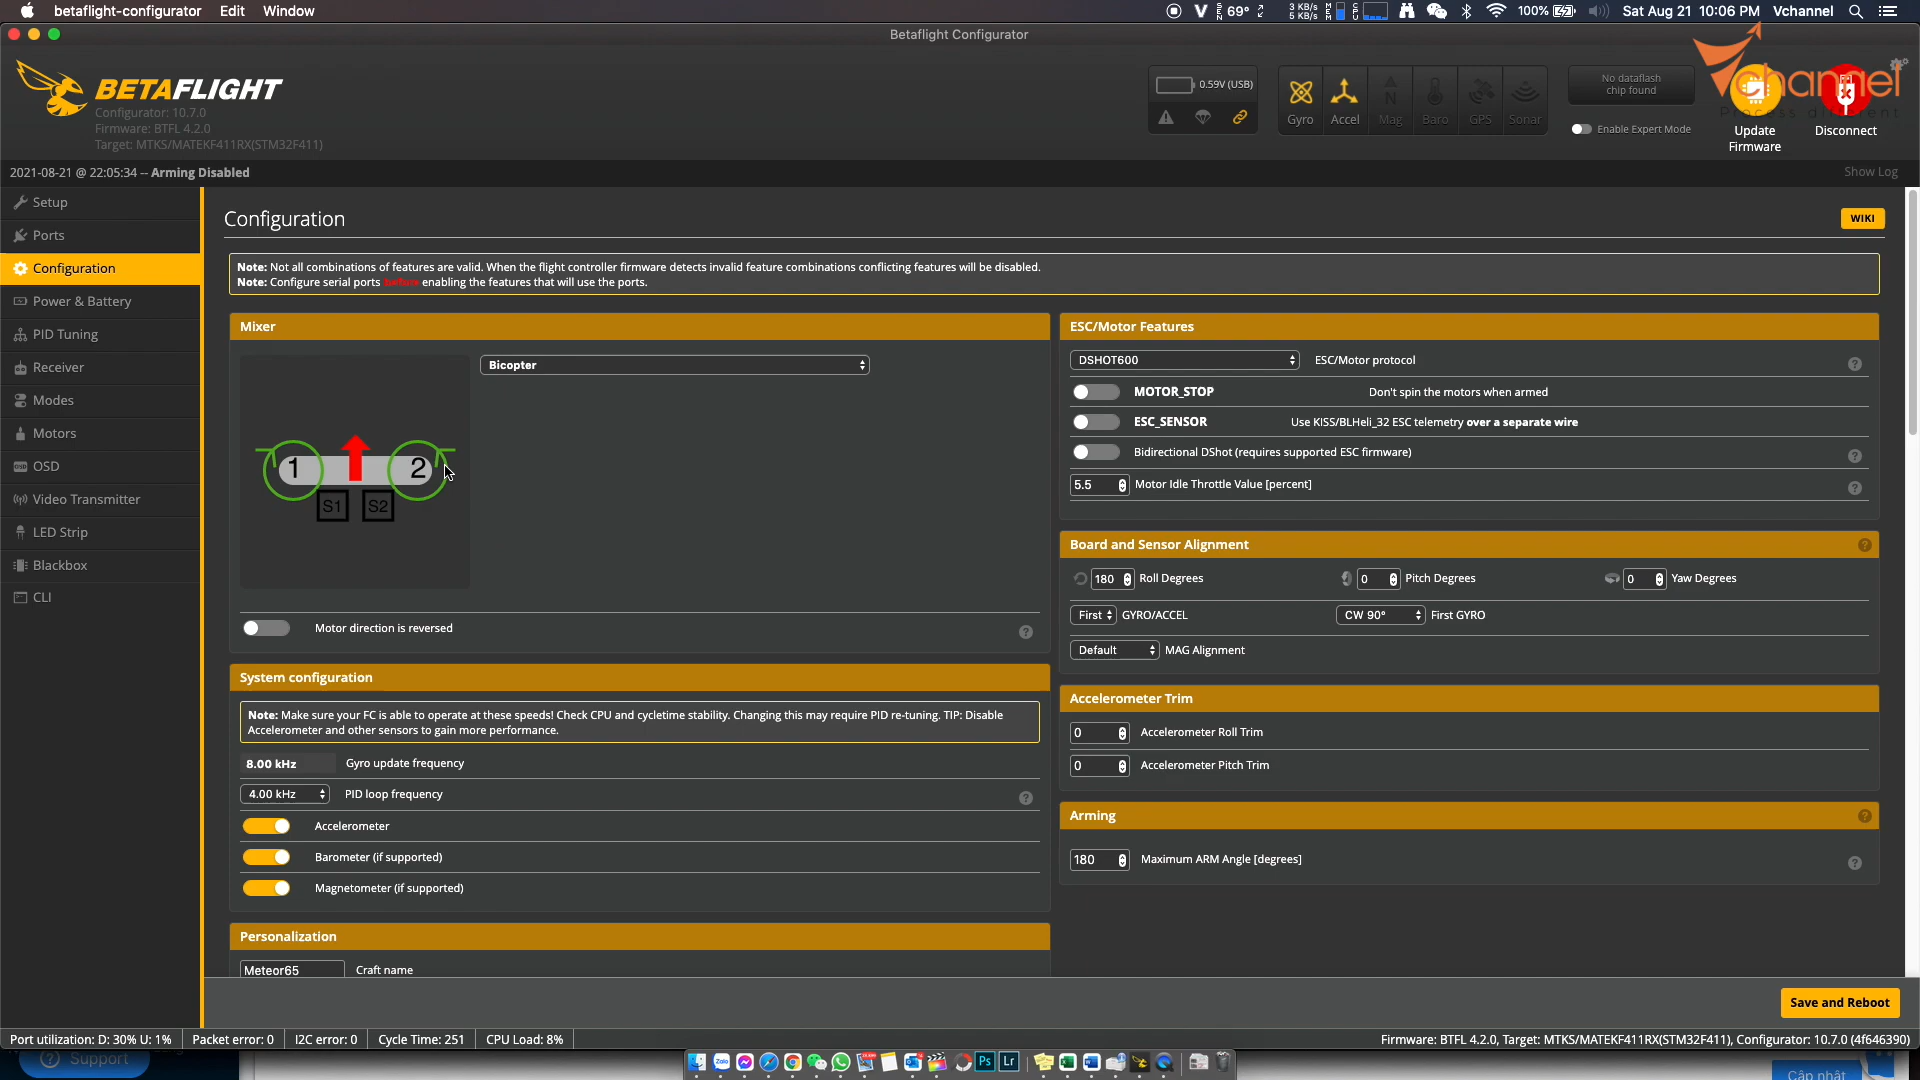 betaflight-configurator Edit Window
69° 3 KB/s 5 KB/s 100% Sat Aug 21 10:06 PM Vchannel
Betaflight Configurator
BETAFLIGHT
Configurator: 10.7.0
Firmware: BTFL 4.2.0
Target: MTKS/MATEKF411RX(STM32F411)
0.59V (USB)
Gyro Accel Mag Baro GPS Sonar
No dataflash
chip found
Enable Expert Mode
Update
Firmware
Disconnect
Vchannel
Process different
2021-08-21 @ 22:05:34 -- Arming Disabled
Show Log
Setup
Ports
Configuration
Power & Battery
PID Tuning
Receiver
Modes
Motors
OSD
Video Transmitter
LED Strip
Blackbox
CLI
Configuration
WIKI
Note: Not all combinations of features are valid. When the flight controller firmware detects invalid feature combinations conflicting features will be disabled.
Note: Configure serial ports before enabling the features that will use the ports.
Mixer
Bicopter
1 2
S1 S2
Motor direction is reversed
System configuration
Note: Make sure your FC is able to operate at these speeds! Check CPU and cycletime stability. Changing this may require PID re-tuning. TIP: Disable
Accelerometer and other sensors to gain more performance.
8.00 kHz Gyro update frequency
4.00 kHz PID loop frequency
Accelerometer
Barometer (if supported)
Magnetometer (if supported)
Personalization
Meteor65 Craft name
ESC/Motor Features
DSHOT600 ESC/Motor protocol
MOTOR_STOP Don't spin the motors when armed
ESC_SENSOR Use KISS/BLHeli_32 ESC telemetry over a separate wire
Bidirectional DShot (requires supported ESC firmware)
5.5 Motor Idle Throttle Value [percent]
Board and Sensor Alignment
180 Roll Degrees 0 Pitch Degrees 0 Yaw Degrees
First GYRO/ACCEL CW 90° First GYRO
Default MAG Alignment
Accelerometer Trim
0 Accelerometer Roll Trim
0 Accelerometer Pitch Trim
Arming
180 Maximum ARM Angle [degrees]
Save and Reboot
Port utilization: D: 30% U: 1% Packet error: 0 I2C error: 0 Cycle Time: 251 CPU Load: 8%
Firmware: BTFL 4.2.0, Target: MTKS/MATEKF411RX(STM32F411), Configurator: 10.7.0 (4f646390)
Support
Zalo Ps Lr
Cập nhật